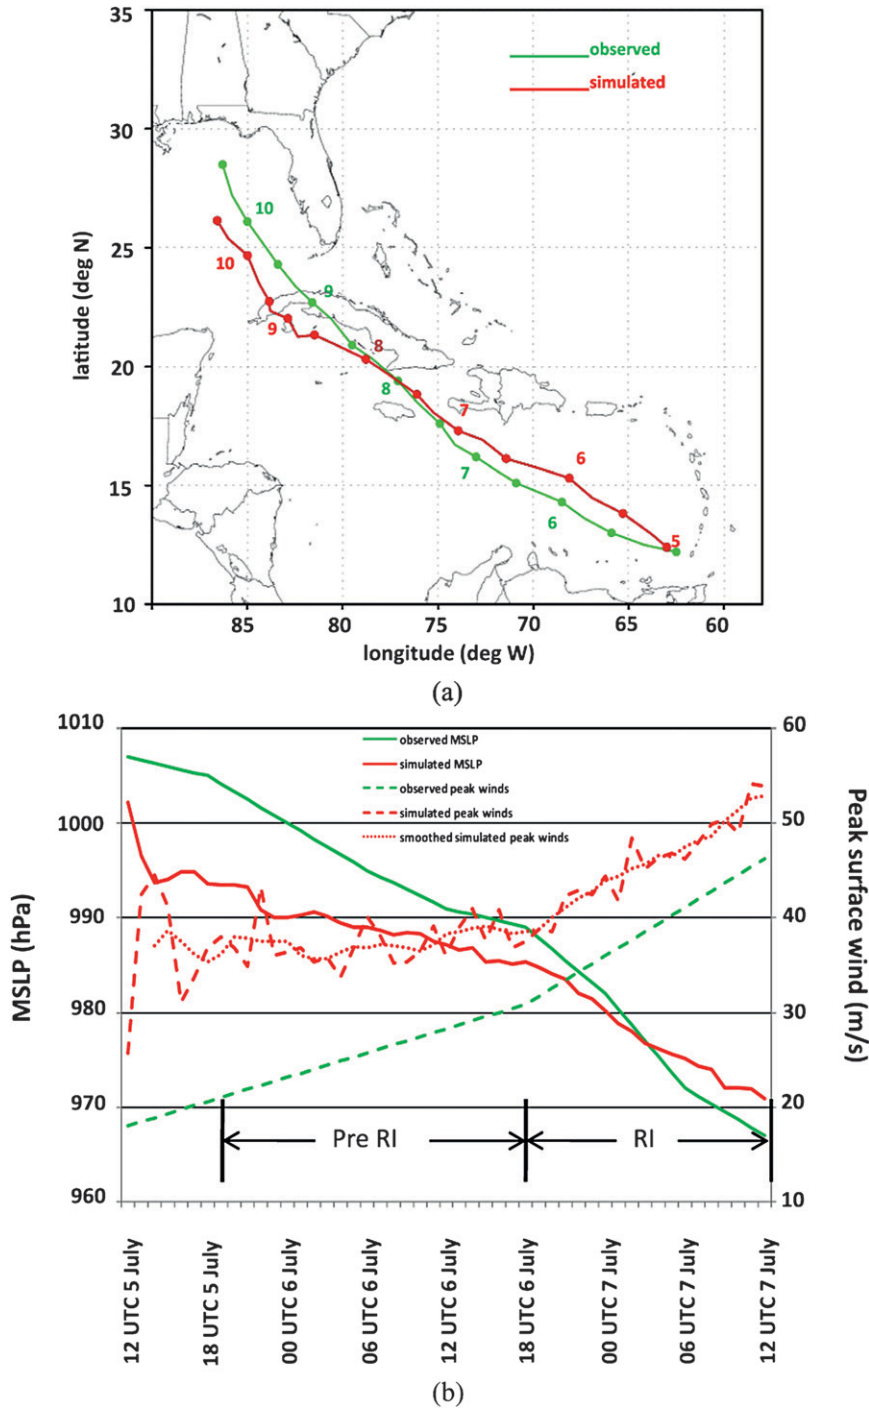 35
observed
simulated
30
10
25
10
9
9
8
20
8
7
7
6
15
6
5
10
85
80
75
70
65
60
latitude (deg N)
longitude (deg W)
(a)
1010
60
observed MSLP
simulated MSLP
observed peak winds
simulated peak winds
smoothed simulated peak winds
1000
50
990
40
980
30
970
20
Pre RI
RI
960
10
MSLP (hPa)
Peak surface wind (m/s)
12 UTC 5 July
18 UTC 5 July
00 UTC 6 July
06 UTC 6 July
12 UTC 6 July
18 UTC 6 July
00 UTC 7 July
06 UTC 7 July
12 UTC 7 July
(b)